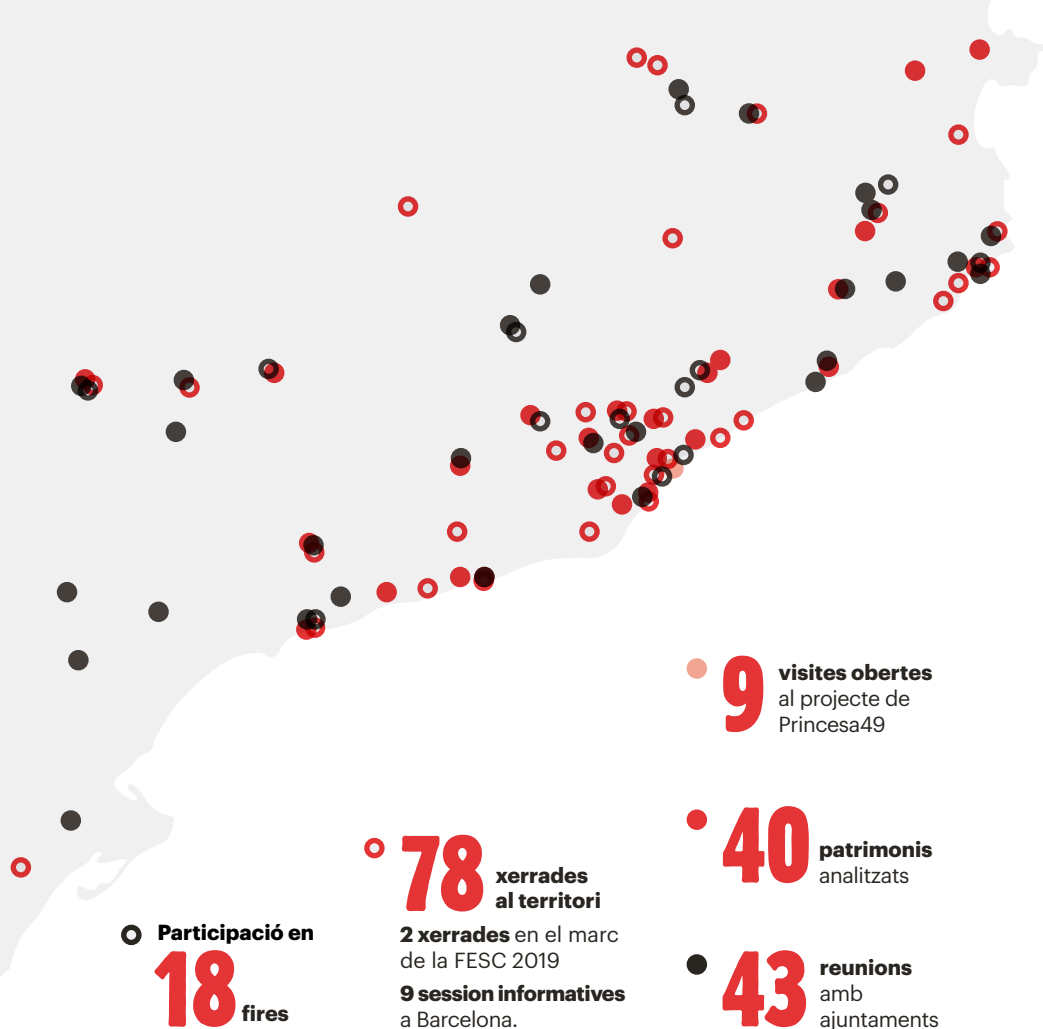 9
visites obertes
al projecte de
Princesa49
40
patrimonis
analitzats
78
xerrades
al territori
2 xerrades en el marc
de la FESC 2019
9 session informatives
a Barcelona.
Participació en
18
fires
43
reunions
amb
ajuntaments